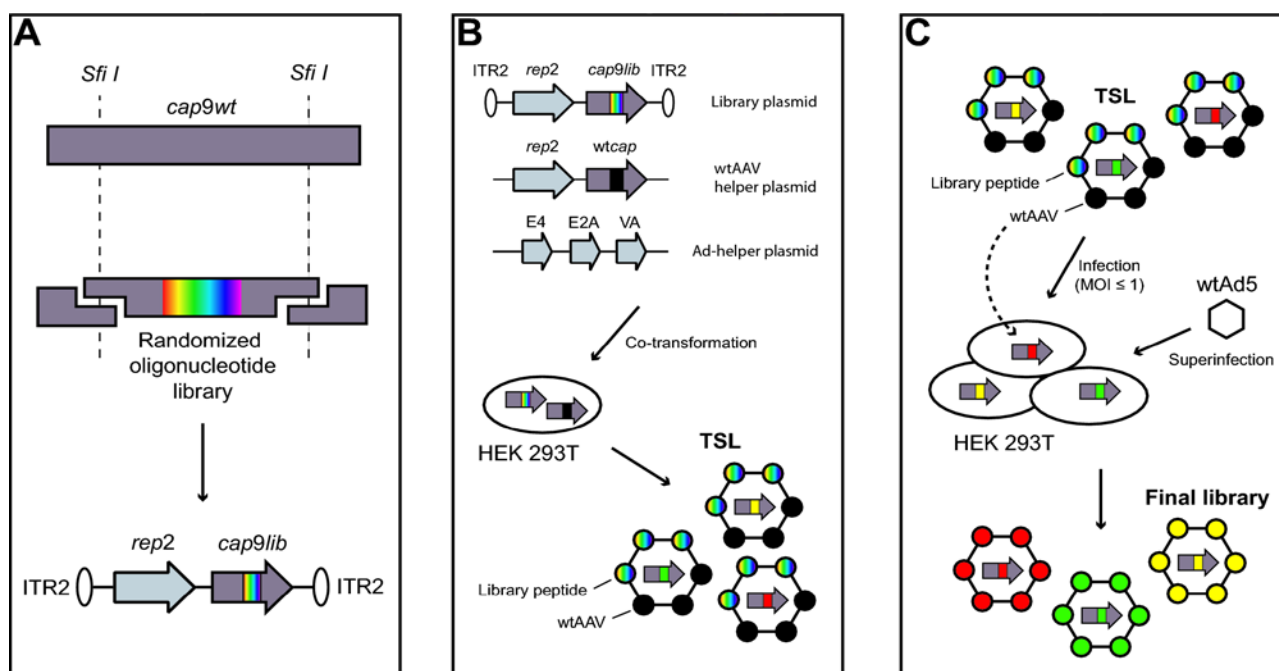 A
Sfi I
Sfi I
cap9wt
Randomized
oligonucleotide
library
rep2
cap9lib
ITR2
ITR2
B
ITR2
rep2
cap9lib
ITR2
Library plasmid
rep2
wtcap
wtAAV
helper plasmid
E4
E2A
VA
Ad-helper plasmid
Co-transformation
HEK 293T
TSL
Library peptide
wtAAV
C
TSL
Library peptide
wtAAV
Infection
(MOI ≤ 1)
wtAd5
Superinfection
HEK 293T
Final library